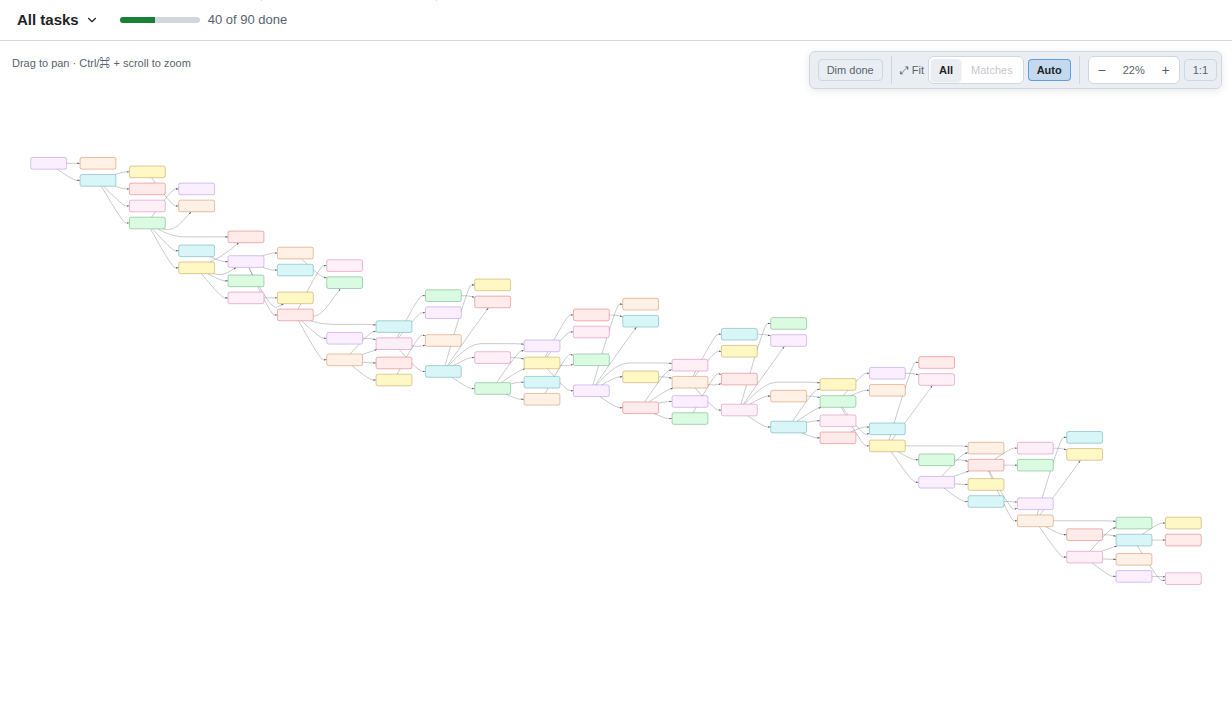 All tasks
40 of 90 done
Drag to pan · Ctrl/⌘ + scroll to zoom
Dim done
Fit
All
Matches
Auto
−
22%
+
1:1